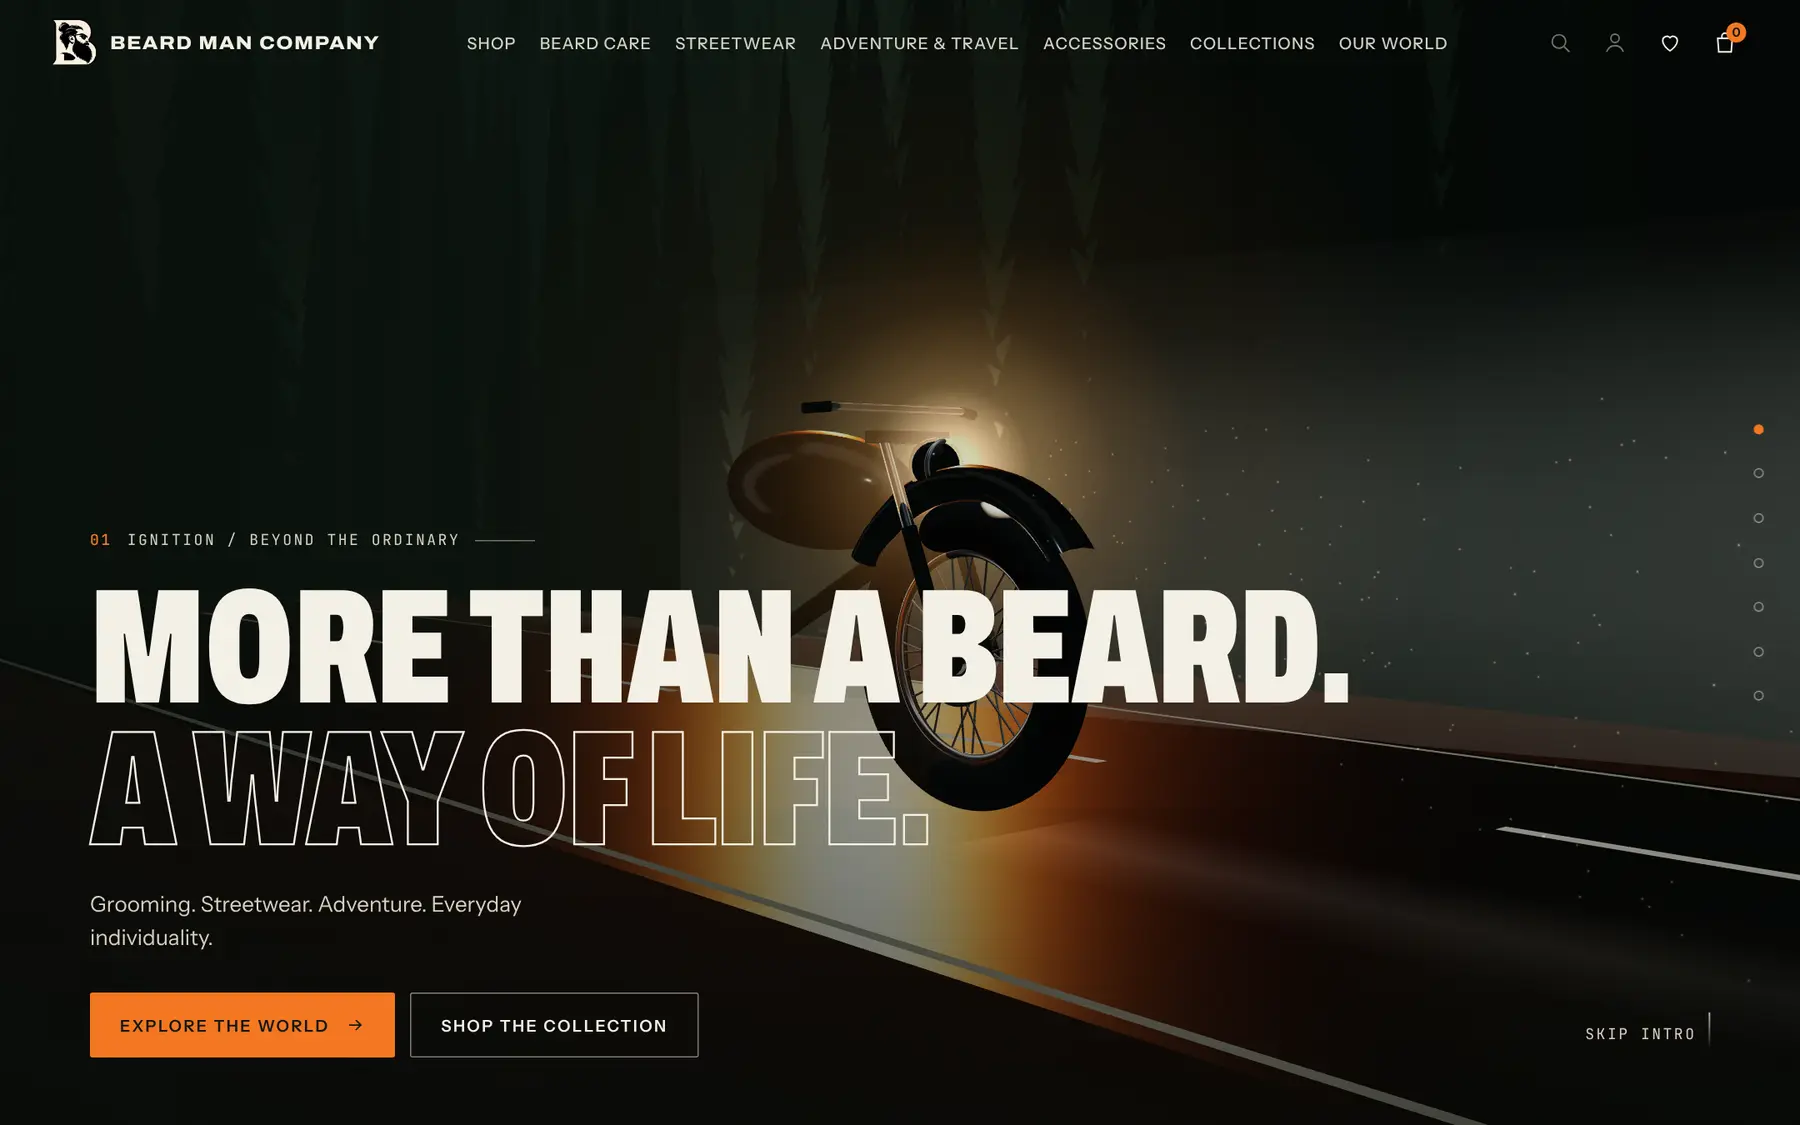 BEARD MAN COMPANY
SHOP BEARD CARE STREETWEAR ADVENTURE & TRAVEL ACCESSORIES COLLECTIONS OUR WORLD
0
01 IGNITION / BEYOND THE ORDINARY
MORE THAN A BEARD.
A WAY OF LIFE.
Grooming. Streetwear. Adventure. Everyday
individuality.
EXPLORE THE WORLD →
SHOP THE COLLECTION
SKIP INTRO